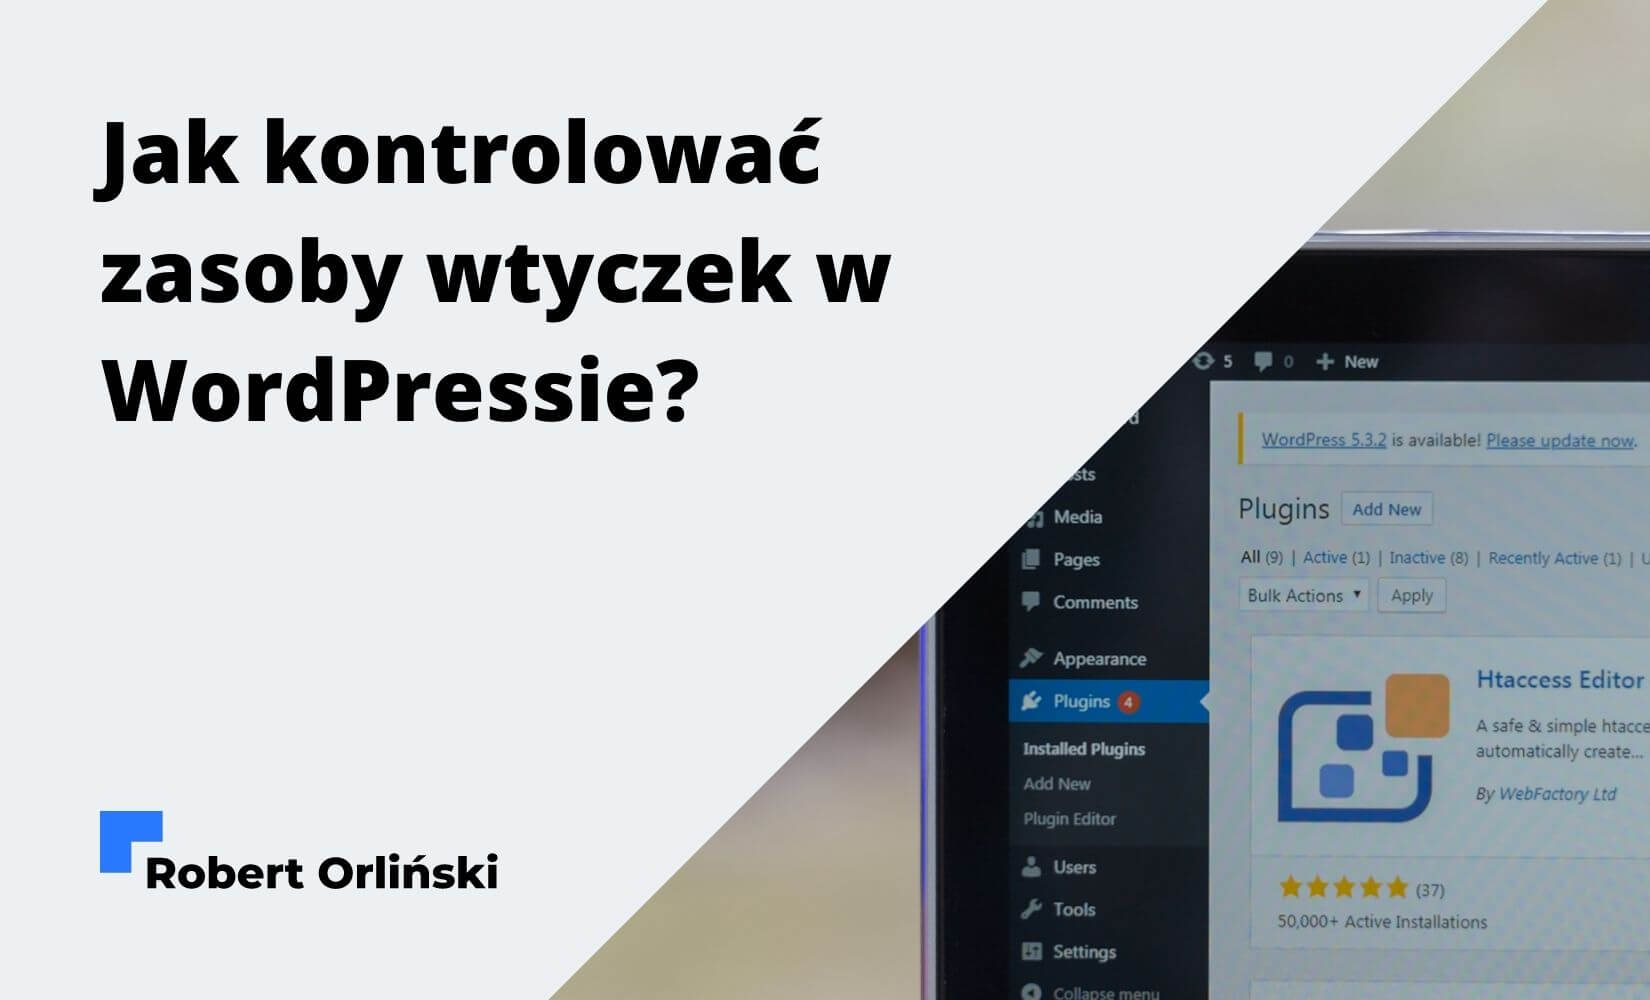 Jak kontrolować
zasoby wtyczek w
WordPressie?
Robert Orliński
5 0 + New
WordPress 5.3.2 is available! Please update now.
Plugins Add New
All (9) | Active (1) | Inactive (8) | Recently Active (1) |
Bulk Actions Apply
Media
Pages
Comments
Appearance
Plugins 4
Installed Plugins
Add New
Plugin Editor
Users
Tools
Settings
Collapse menu
Htaccess Editor
A safe & simple htacce
automatically create...
By WebFactory Ltd
(37)
50,000+ Active Installations